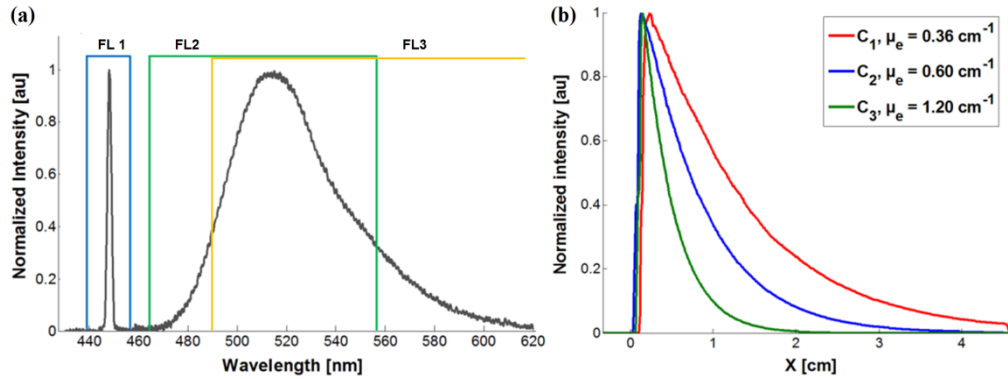 (a)
FL 1
FL2
FL3
Normalized Intensity [au]
1
0.8
0.6
0.4
0.2
0
440
460
480
500
520
540
560
580
600
620
Wavelength [nm]
(b)
Normalized intensity [au]
1
0.8
0.6
0.4
0.2
0
0
1
2
3
4
X [cm]
C₁, μₑ = 0.36 cm⁻¹
C₂, μₑ = 0.60 cm⁻¹
C₃, μₑ = 1.20 cm⁻¹